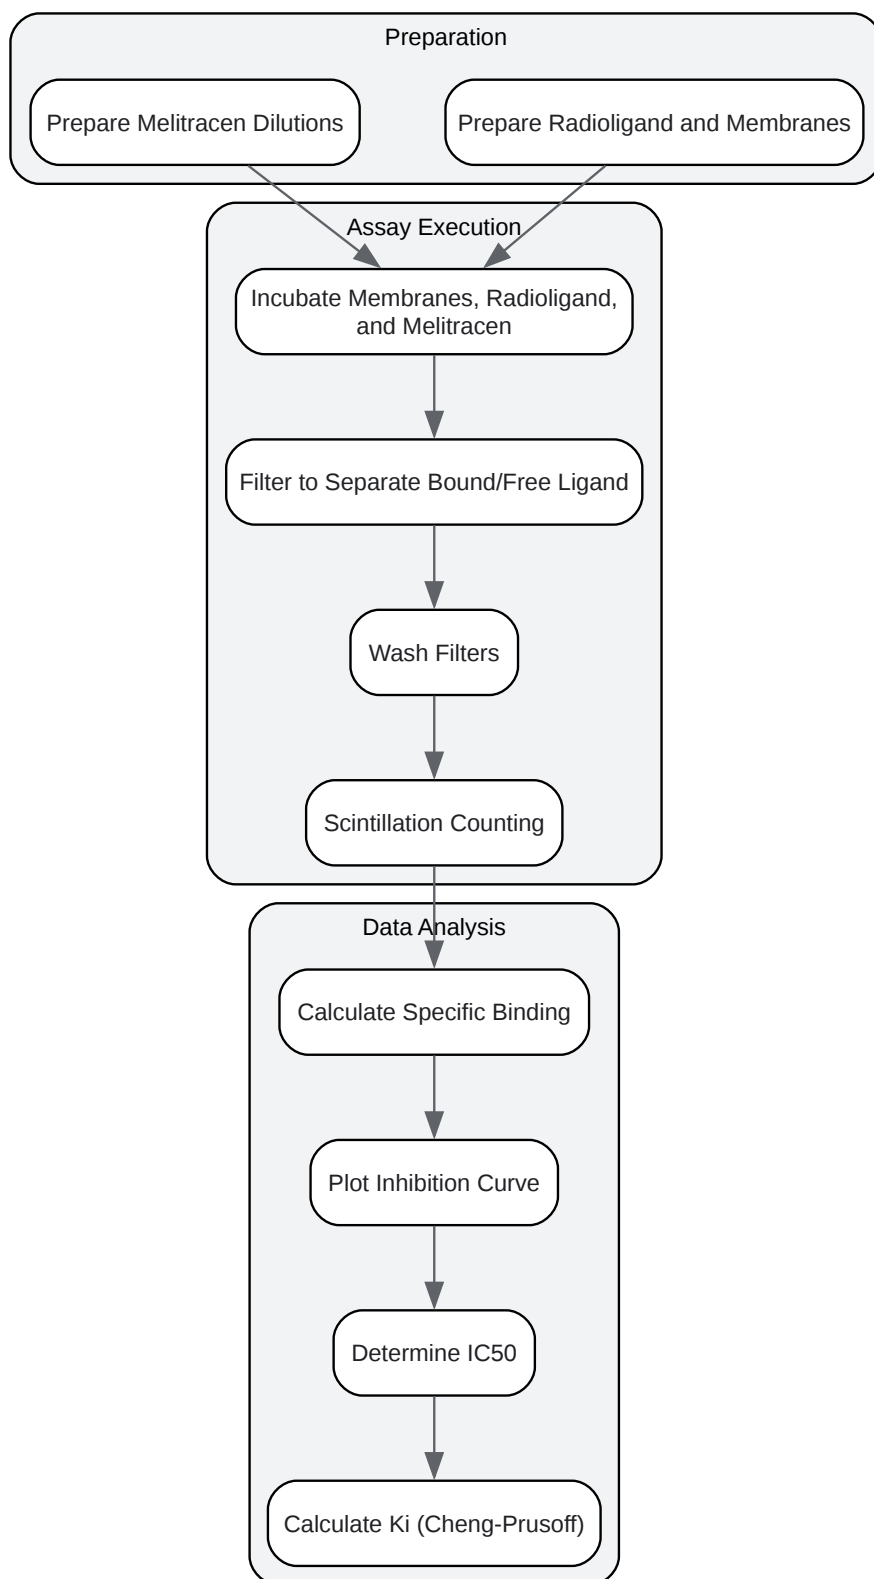 Preparation
Prepare Melitracen Dilutions
Prepare Radioligand and Membranes
Assay Execution
Incubate Membranes, Radioligand,
and Melitracen
Filter to Separate Bound/Free Ligand
Wash Filters
Scintillation Counting
Data Analysis
Calculate Specific Binding
Plot Inhibition Curve
Determine IC50
Calculate Ki (Cheng-Prusoff)